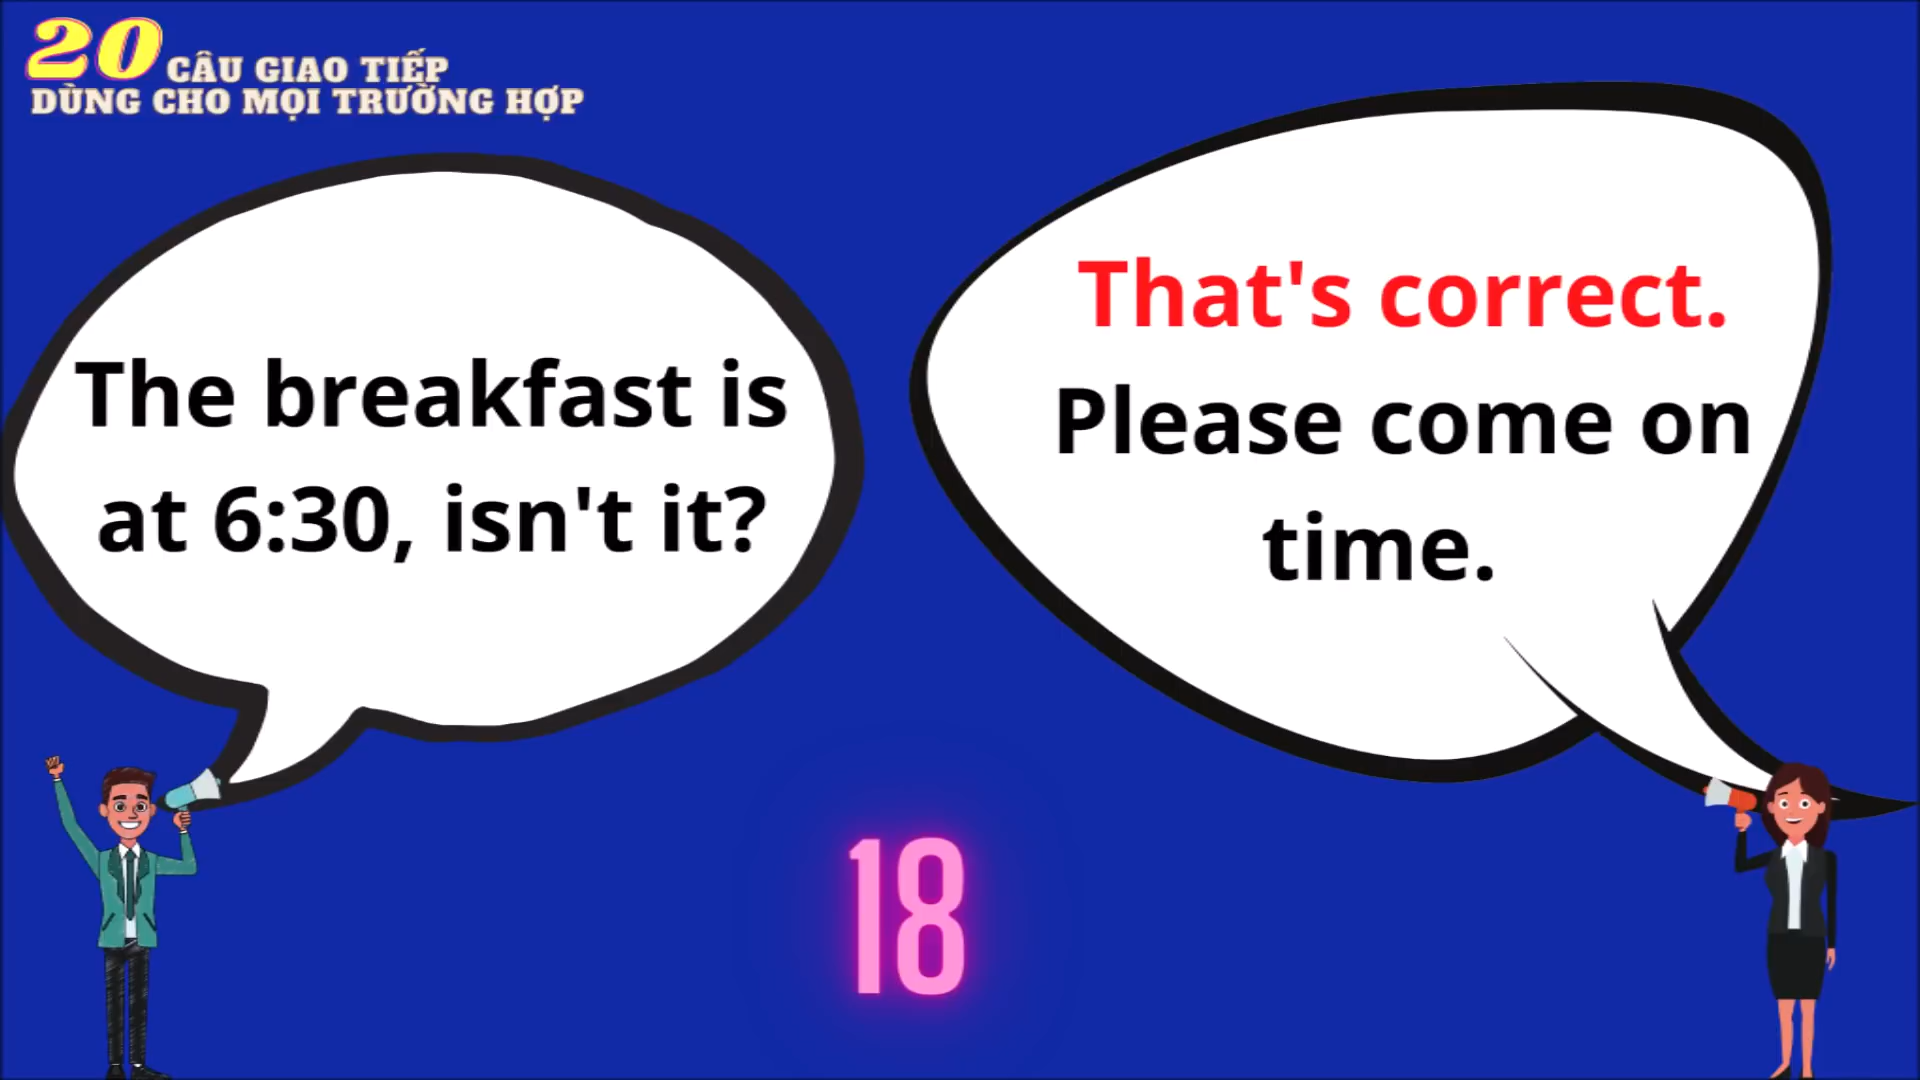 20 CÂU GIAO TIẾP
DÙNG CHO MỌI TRƯỜNG HỢP
The breakfast is
at 6:30, isn't it?
That's correct.
Please come on
time.
18